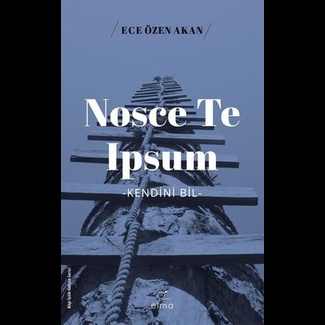 ECE ÖZEN AKAN
Nosce Te
Ipsum
-KENDİNİ BİL-
elma